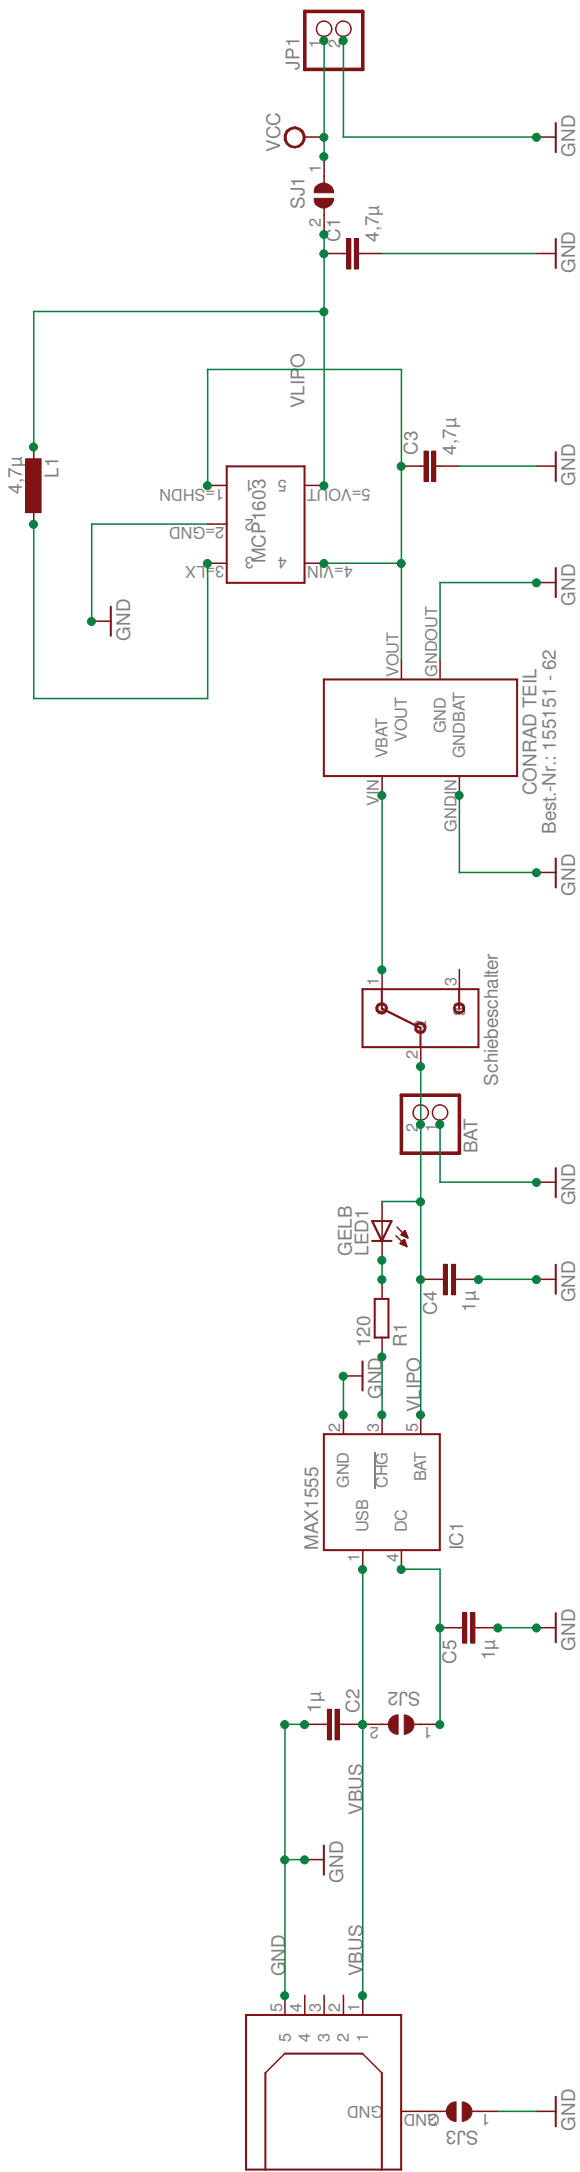 JP1
1
2
VCC
GND
1
SJ1
2
C1
4,7µ
GND
VLIPO
4,7µ
L1
1=SHDN
2=GND
3=LX
1
2
3
MCP1603
5
4
5=VOUT
4=VIN
GND
C3
4,7µ
GND
GND
VOUT
GNDOUT
VBAT
VOUT
GND
GNDBAT
CONRAD TEIL
Best.-Nr.: 155151 - 62
VIN
GNDIN
GND
1
3
2
Schiebeschalter
2
1
BAT
GND
GELB
LED1
120
R1
C4
1µ
GND
GND
VLIPO
2
3
5
MAX1555
GND
CHG
BAT
USB
DC
IC1
1
4
C5
1µ
GND
1µ
C2
SJ2
2
1
VBUS
GND
GND
VBUS
5
4
3
2
1
5
4
3
2
1
GND
GND
2
1
SJ3
GND